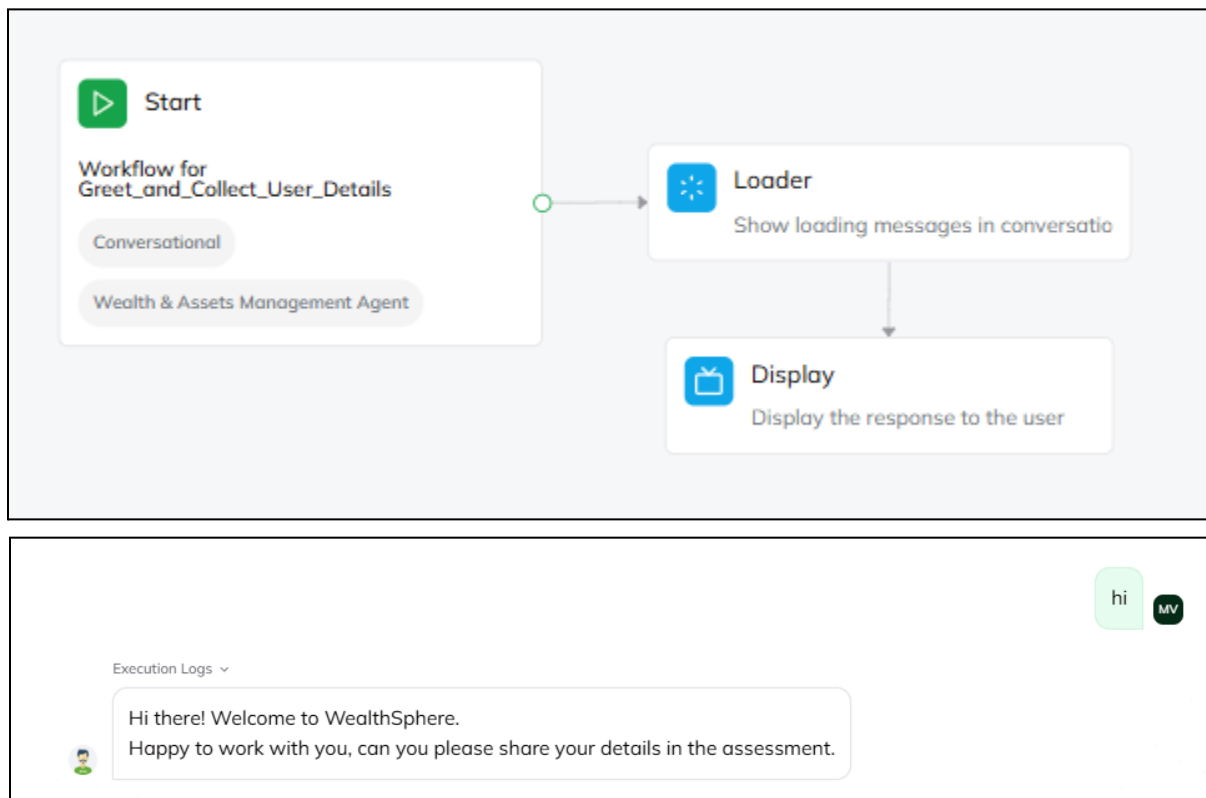 Start
Workflow for
Greet_and_Collect_User_Details
Conversational
Wealth & Assets Management Agent
Loader
Show loading messages in conversatio
Display
Display the response to the user
hi
MV
Execution Logs
Hi there! Welcome to WealthSphere.
Happy to work with you, can you please share your details in the assessment.